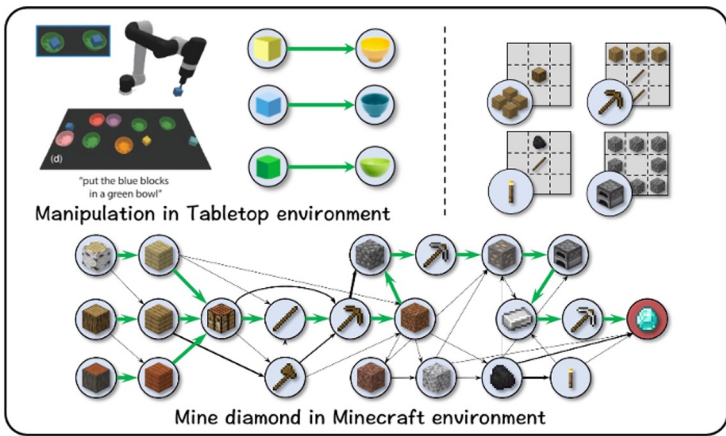 (d)
"put the blue blocks
in a green bowl"
Manipulation in Tabletop environment
Mine diamond in Minecraft environment